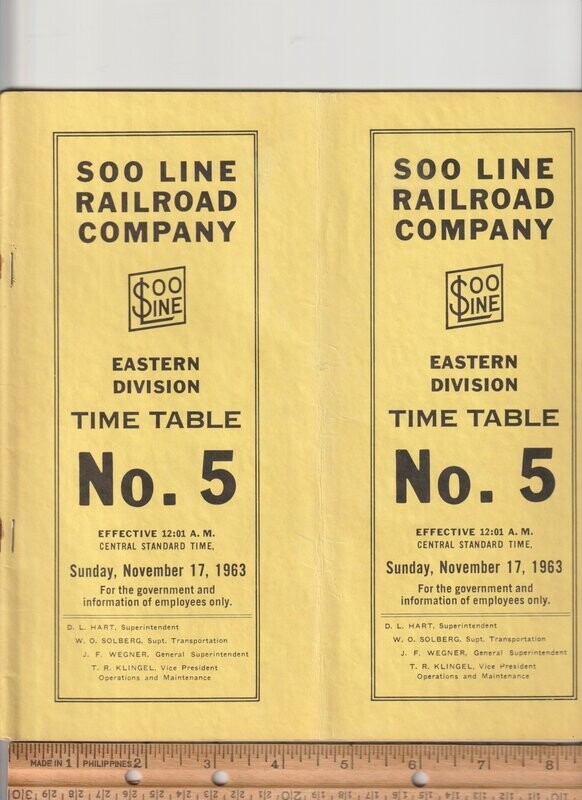 SOO LINE
RAILROAD
COMPANY
SOO
LINE
EASTERN
DIVISION
TIME TABLE
No. 5
EFFECTIVE 12:01 A. M.
CENTRAL STANDARD TIME,
Sunday, November 17, 1963
For the government and
information of employees only.
D. L. HART, Superintendent
W. O. SOLBERG, Supt. Transportation
J. F. WEGNER, General Superintendent
T. R. KLINGEL, Vice President
Operations and Maintenance
SOO LINE
RAILROAD
COMPANY
SOO
LINE
EASTERN
DIVISION
TIME TABLE
No. 5
EFFECTIVE 12:01 A. M.
CENTRAL STANDARD TIME,
Sunday, November 17, 1963
For the government and
information of employees only.
D. L. HART, Superintendent
W. O. SOLBERG, Supt. Transportation
J. F. WEGNER, General Superintendent
T. R. KLINGEL, Vice President
Operations and Maintenance
MADE IN 1 PHILIPPINES 2 3 4 5 6 7 8